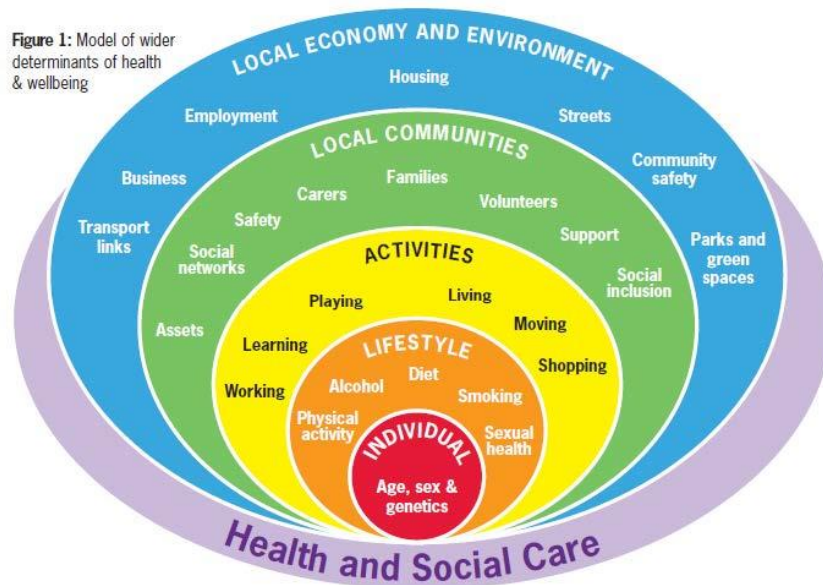 Figure 1: Model of wider
determinants of health
& wellbeing
LOCAL ECONOMY AND ENVIRONMENT
Housing
Employment
Streets
Business
Community
safety
Transport
links
Parks and
green
spaces
LOCAL COMMUNITIES
Families
Carers
Volunteers
Safety
Support
Social
networks
Social
inclusion
Assets
ACTIVITIES
Living
Playing
Moving
Learning
Shopping
Working
LIFESTYLE
Diet
Alcohol
Smoking
Physical
activity
Sexual
health
INDIVIDUAL
Age, sex &
genetics
Health and Social Care